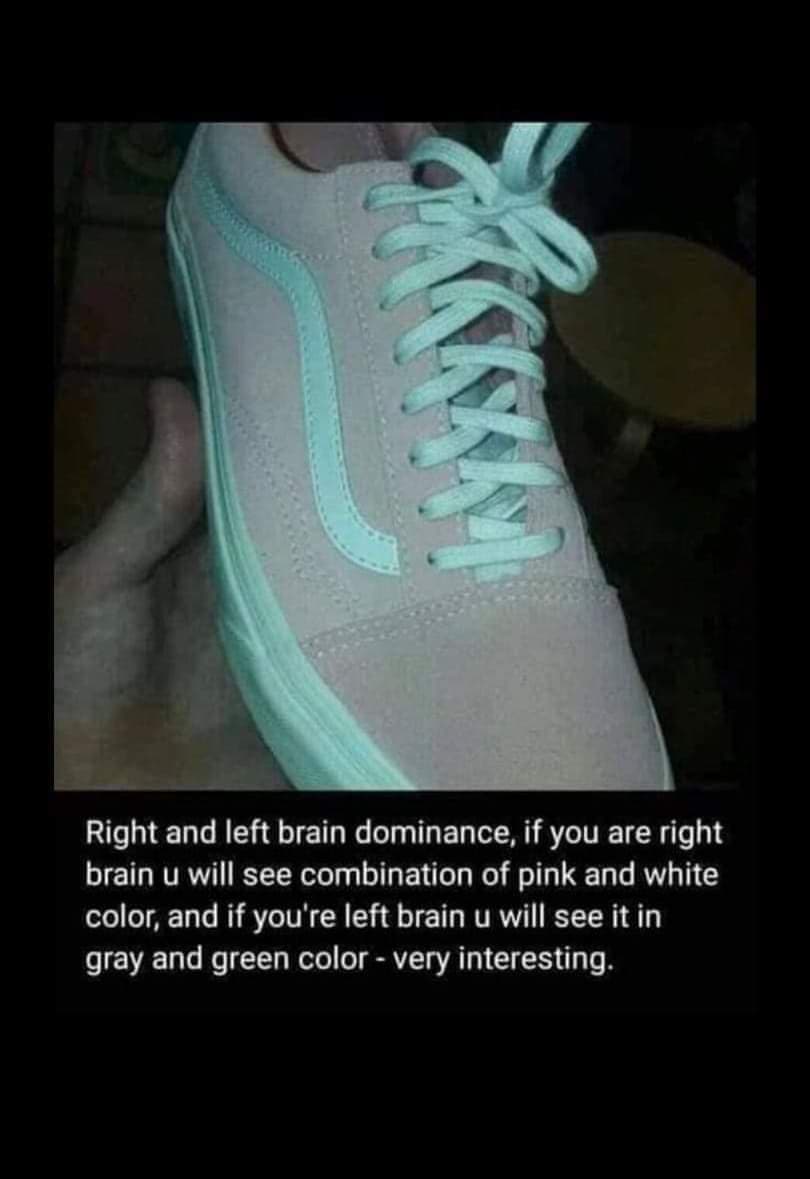 Right and left brain dominance, if you are right
brain u will see combination of pink and white
color, and if you're left brain u will see it in
gray and green color - very interesting.